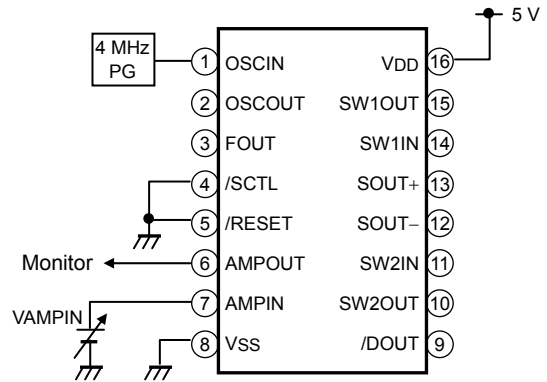 5 V
4 MHz
PG
1 OSCIN
VDD 16
2 OSCOUT
SW1OUT 15
3 FOUT
SW1IN 14
4 /SCTL
SOUT+ 13
5 /RESET
SOUT− 12
Monitor
6 AMPOUT
SW2IN 11
VAMPIN
7 AMPIN
SW2OUT 10
8 VSS
/DOUT 9